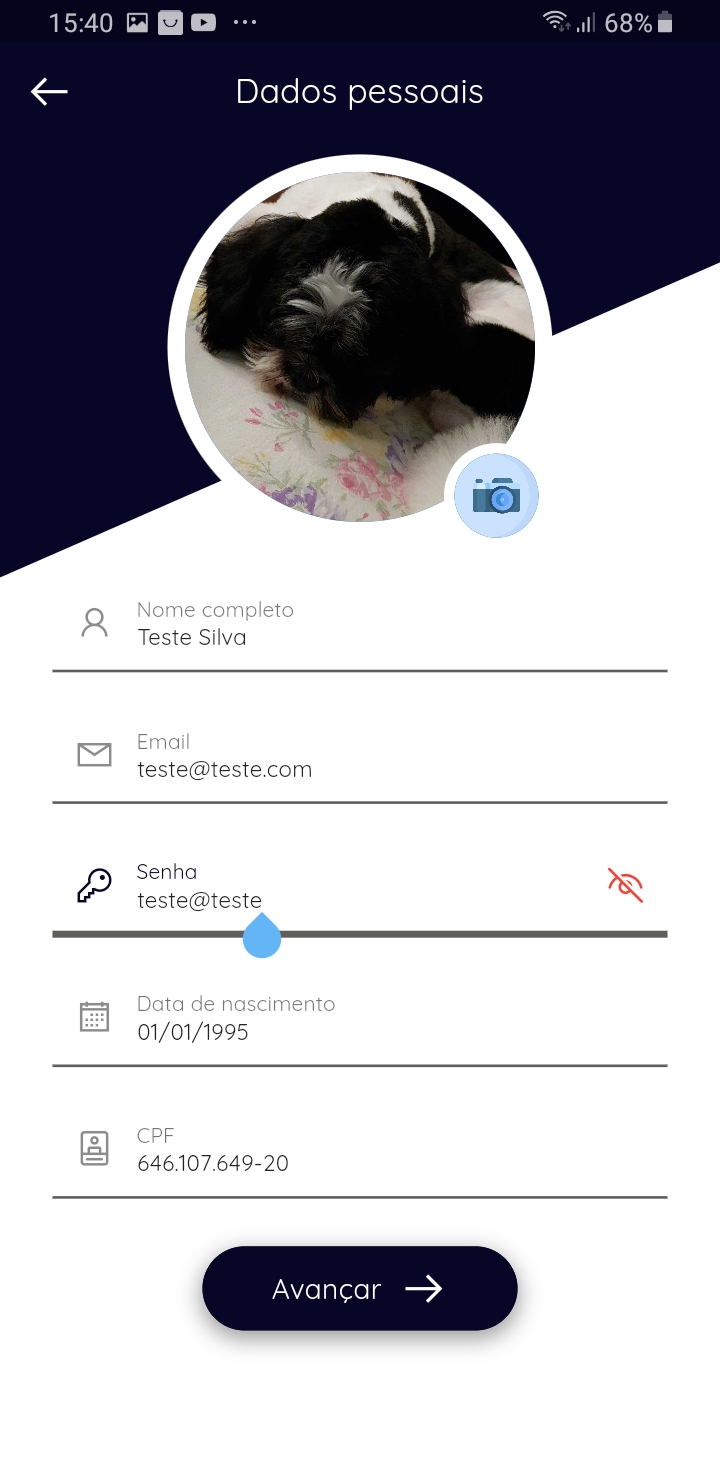 15:40 68%
Dados pessoais
Nome completo
Teste Silva
Email
teste@teste.com
Senha
teste@teste
Data de nascimento
01/01/1995
CPF
646.107.649-20
Avançar